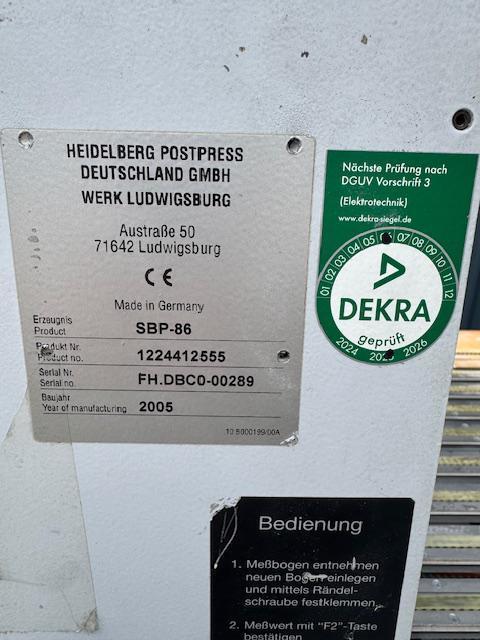 HEIDELBERG POSTPRESS
DEUTSCHLAND GMBH
WERK LUDWIGSBURG
Austraße 50
71642 Ludwigsburg
CE
Made in Germany
Erzeugnis
Product SBP-86
Produkt Nr.
Product no. 1224412555
Serial Nr.
Serial no. FH.DBC0-00289
Baujahr
Year of manufacturing 2005
10.8000199/00A
Nächste Prüfung nach
DGUV Vorschrift 3
(Elektrotechnik)
www.dekra-siegel.de
01 02 03 04 05 06 07 08 09 10 11 12
DEKRA
geprüft
2024 2025 2026
Bedienung
1. Meßbogen entnehmen
neuen Bogen einlegen
und mittels Rändel-
schraube festklemmen.
2. Meßwert mit "F2"-Taste
bestätigen